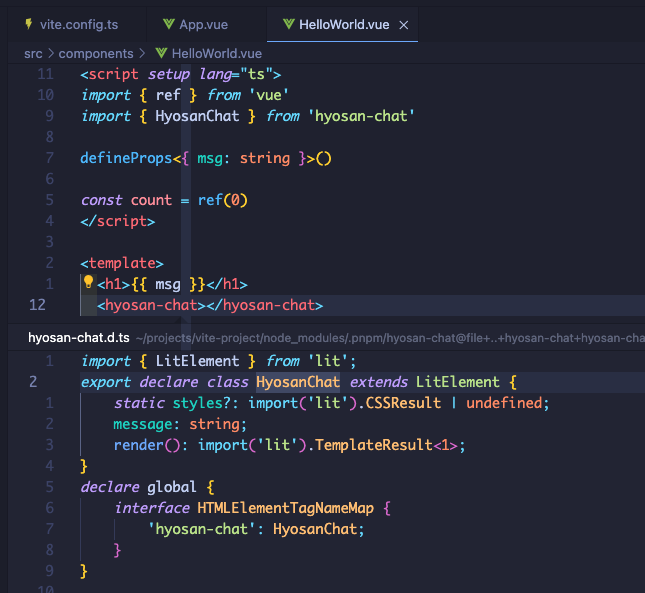 vite.config.ts App.vue HelloWorld.vue ×
src > components > HelloWorld.vue
11 <script setup lang="ts">
10 import { ref } from 'vue'
9 import { HyosanChat } from 'hyosan-chat'
8
7 defineProps<{ msg: string }>()
6
5 const count = ref(0)
4 </script>
3
2 <template>
1 <h1>{{ msg }}</h1>
12 <hyosan-chat></hyosan-chat>
hyosan-chat.d.ts ~/projects/vite-project/node_modules/.pnpm/hyosan-chat@file+..+hyosan-chat+hyosan-cha
1 import { LitElement } from 'lit';
2 export declare class HyosanChat extends LitElement {
1 static styles?: import('lit').CSSResult | undefined;
2 message: string;
3 render(): import('lit').TemplateResult<1>;
4 }
5 declare global {
6 interface HTMLElementTagNameMap {
7 'hyosan-chat': HyosanChat;
8 }
9 }
10